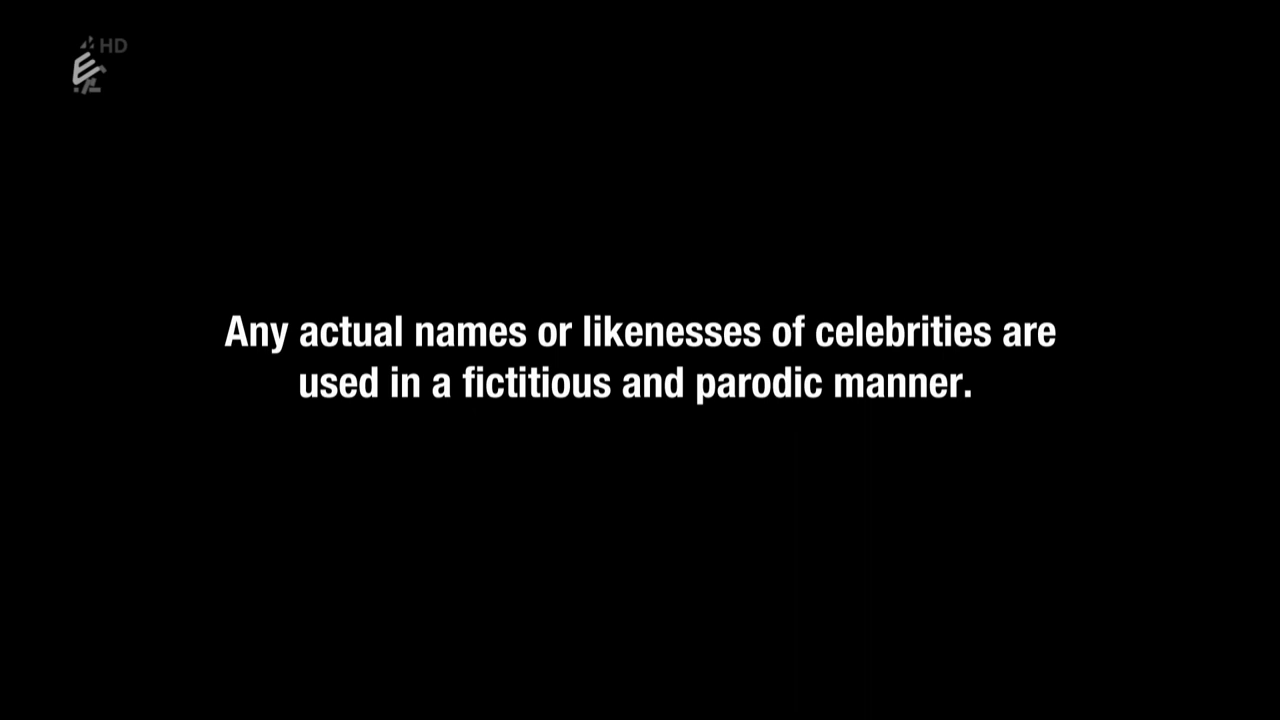 HD
Any actual names or likenesses of celebrities are
used in a fictitious and parodic manner.